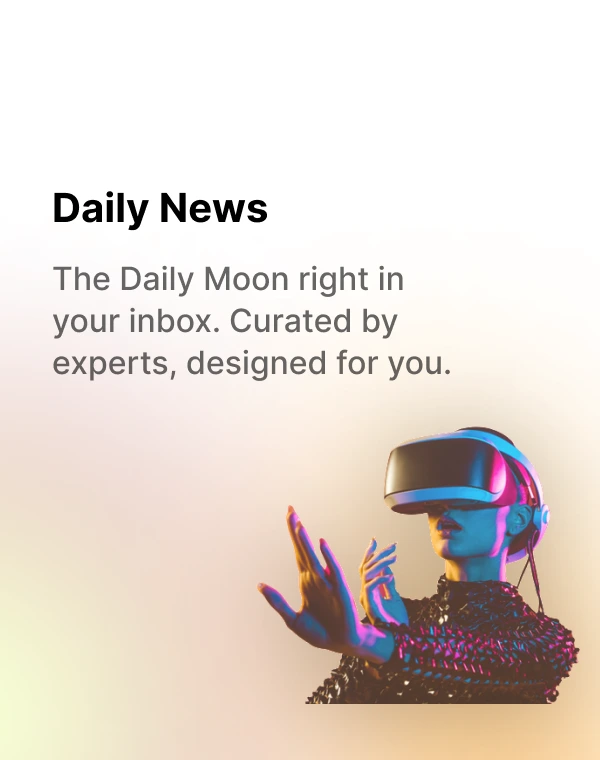 Daily News
The Daily Moon right in
your inbox. Curated by
experts, designed for you.